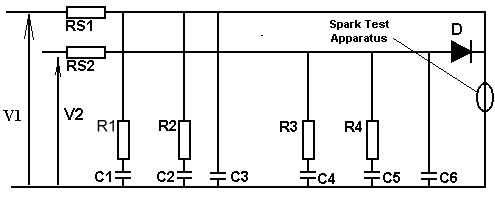 Spark Test
Apparatus
D
RS1
RS2
V1
V2
R1
R2
R3
R4
C1
C2
C3
C4
C5
C6